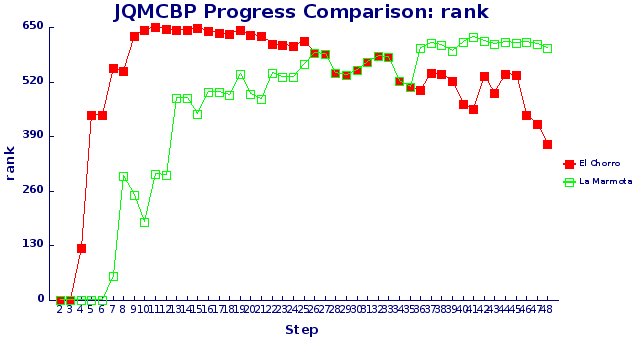 JQMCBP Progress Comparison: rank
650
520
390
260
130
0
rank
2 3 4 5 6 7 8 9 10 11 12 13 14 15 16 17 18 19 20 21 22 23 24 25 26 27 28 29 30 31 32 33 34 35 36 37 38 39 40 41 42 43 44 45 46 47 48
Step
El Chorro
La Marmota